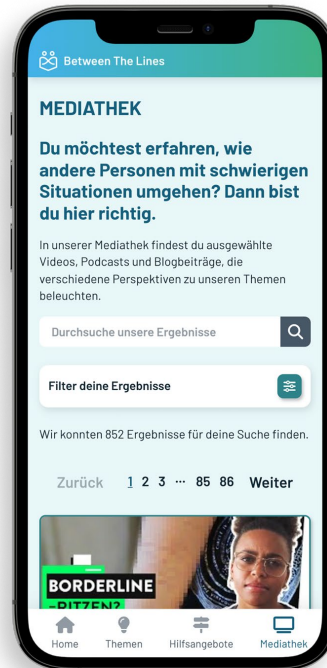 Between The Lines
MEDIATHEK
Du möchtest erfahren, wie
andere Personen mit schwierigen
Situationen umgehen? Dann bist
du hier richtig.
In unserer Mediathek findest du ausgewählte
Videos, Podcasts und Blogbeiträge, die
verschiedene Perspektiven zu unseren Themen
beleuchten.
Durchsuche unsere Ergebnisse
Filter deine Ergebnisse
Wir konnten 852 Ergebnisse für deine Suche finden.
Zurück 1 2 3 ··· 85 86 Weiter
BORDERLINE
-RITZEN?
Home Themen Hilfsangebote Mediathek